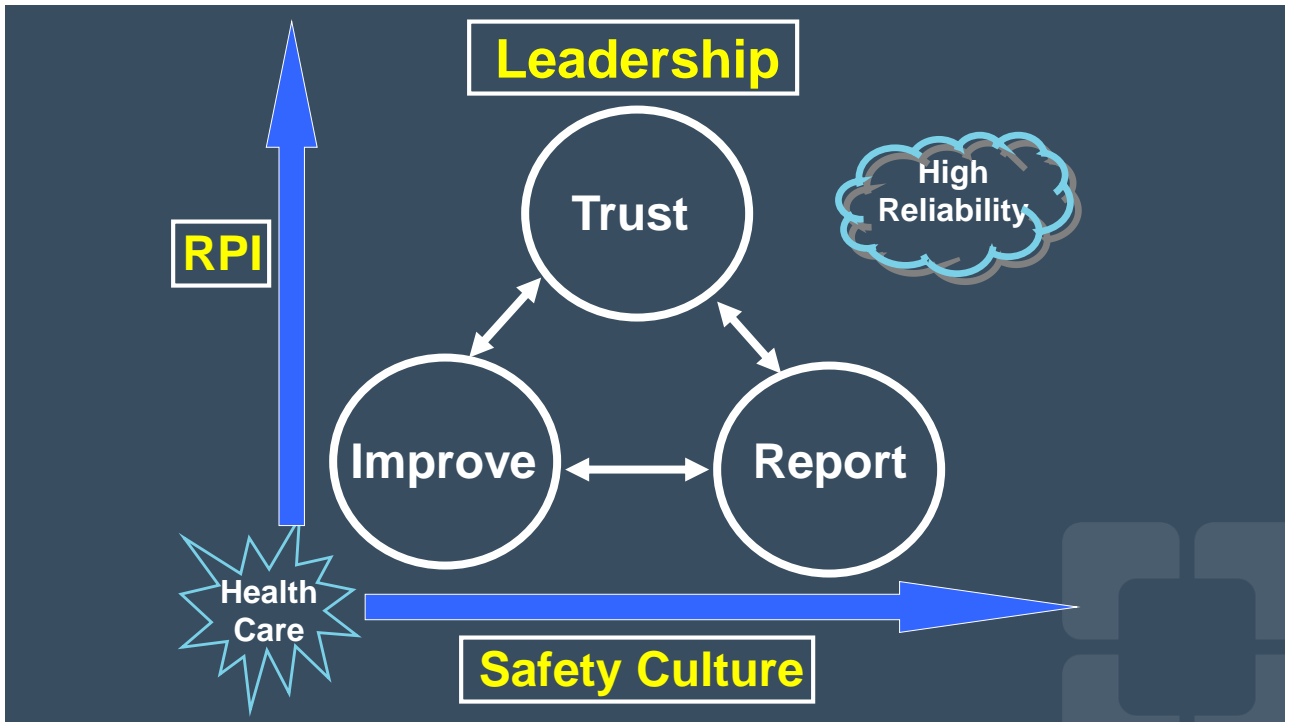 Leadership
High
Reliability
Trust
RPI
Improve
Report
Health
Care
Safety Culture